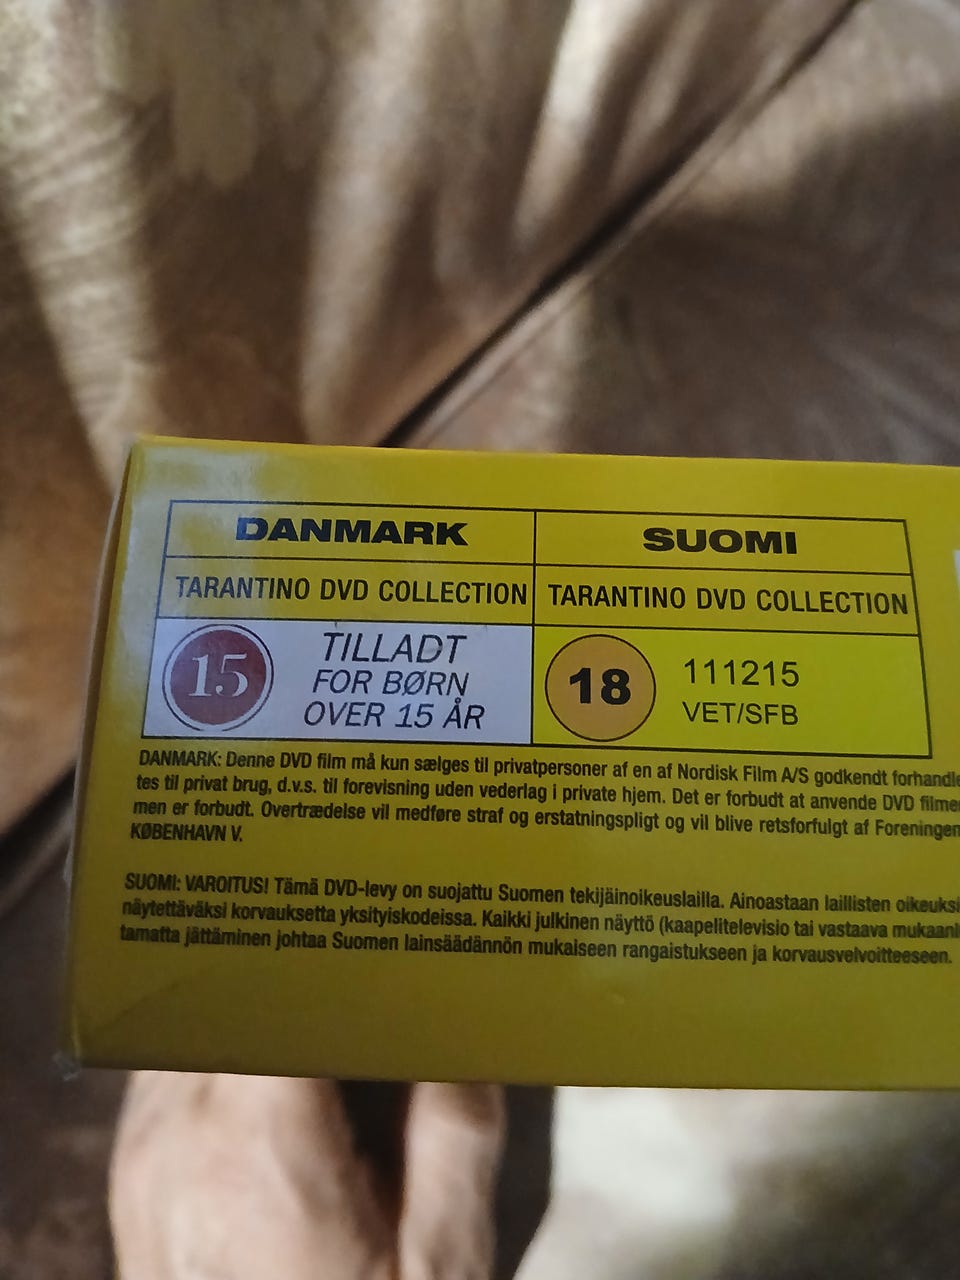 DANMARK
TARANTINO DVD COLLECTION
15
TILLADT
FOR BØRN
OVER 15 ÅR
SUOMI
TARANTINO DVD COLLECTION
18
111215
VET/SFB
DANMARK: Denne DVD film må kun sælges til privatpersoner af en af Nordisk Film A/S godkendt forhandle
tes til privat brug, d.v.s. til forevisning uden vederlag i private hjem. Det er forbudt at anvende DVD filme
men er forbudt. Overtrædelse vil medføre straf og erstatningspligt og vil blive retsforfulgt af Foreningen
KØBENHAVN V.
SUOMI: VAROITUS! Tämä DVD-levy on suojattu Suomen tekijäinoikeuslailla. Ainoastaan laillisten oikeuksi
näytettäväksi korvauksetta yksityiskodeissa. Kaikki julkinen näyttö (kaapelitelevisio tai vastaava mukaanl
tamatta jättäminen johtaa Suomen lainsäädännön mukaiseen rangaistukseen ja korvausvelvoitteeseen.